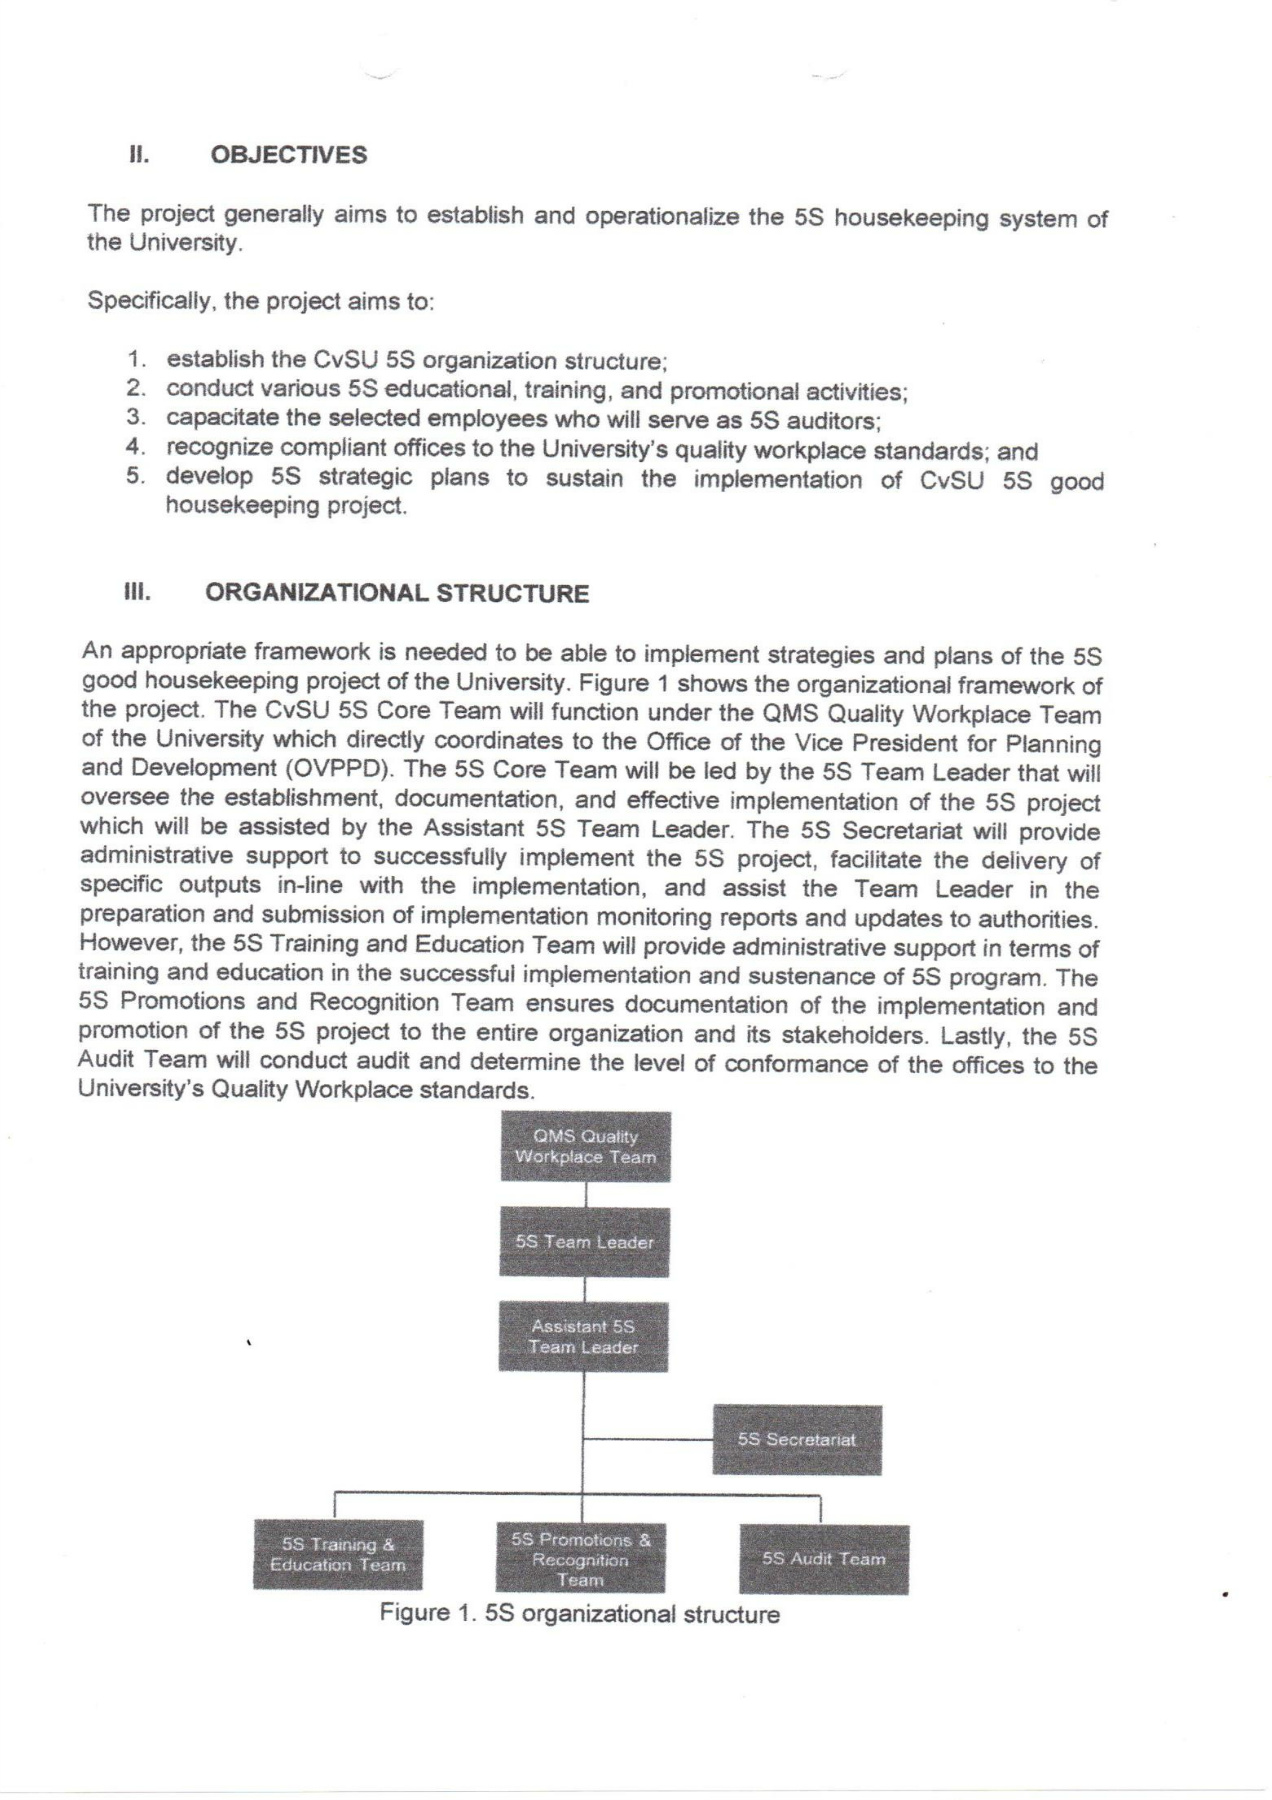 II. OBJECTIVES
The project generally aims to establish and operationalize the 5S housekeeping system of
the University.
Specifically, the project aims to:
1. establish the CvSU 5S organization structure;
2. conduct various 5S educational, training, and promotional activities;
3. capacitate the selected employees who will serve as 5S auditors;
4. recognize compliant offices to the University's quality workplace standards; and
5. develop 5S strategic plans to sustain the implementation of CvSU 5S good
housekeeping project.
III. ORGANIZATIONAL STRUCTURE
An appropriate framework is needed to be able to implement strategies and plans of the 5S
good housekeeping project of the University. Figure 1 shows the organizational framework of
the project. The CvSU 5S Core Team will function under the QMS Quality Workplace Team
of the University which directly coordinates to the Office of the Vice President for Planning
and Development (OVPPD). The 5S Core Team will be led by the 5S Team Leader that will
oversee the establishment, documentation, and effective implementation of the 5S project
which will be assisted by the Assistant 5S Team Leader. The 5S Secretariat will provide
administrative support to successfully implement the 5S project, facilitate the delivery of
specific outputs in-line with the implementation, and assist the Team Leader in the
preparation and submission of implementation monitoring reports and updates to authorities.
However, the 5S Training and Education Team will provide administrative support in terms of
training and education in the successful implementation and sustenance of 5S program. The
5S Promotions and Recognition Team ensures documentation of the implementation and
promotion of the 5S project to the entire organization and its stakeholders. Lastly, the 5S
Audit Team will conduct audit and determine the level of conformance of the offices to the
University's Quality Workplace standards.
QMS Quality
Workplace Team
5S Team Leader
Assistant 5S
Team Leader
5S Secretariat
5S Training &
Education Team
5S Promotions &
Recognition
Team
5S Audit Team
Figure 1. 5S organizational structure